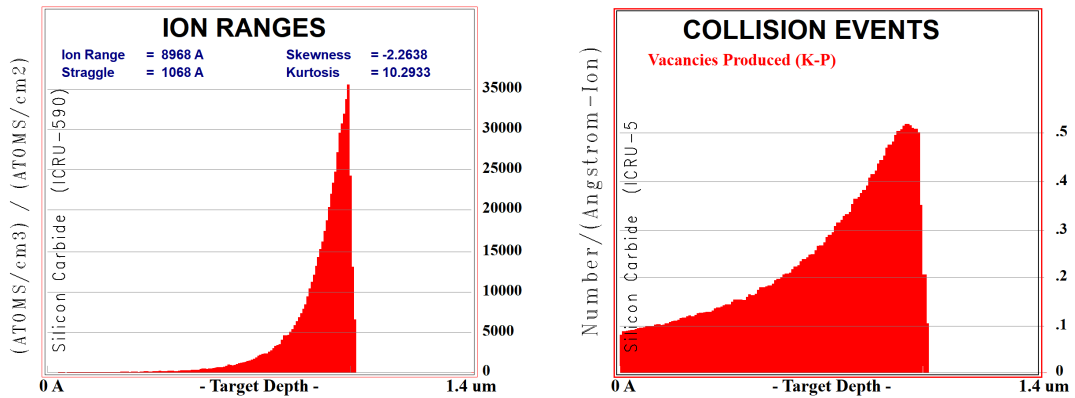 ION RANGES
Ion Range = 8968 A Skewness = -2.2638
Straggle = 1068 A Kurtosis = 10.2933
(ATOMS/cm3) / (ATOMS/cm2)
Silicon Carbide (ICRU-590)
35000
30000
25000
20000
15000
10000
5000
0
0 A - Target Depth - 1.4 um
COLLISION EVENTS
Vacancies Produced (K-P)
Number/(Angstrom-Ion)
Silicon Carbide (ICRU-5
.5
.4
.3
.2
.1
0
0 A - Target Depth - 1.4 um